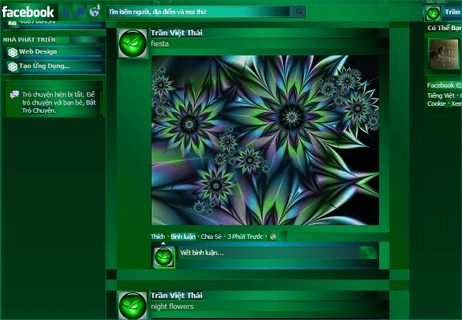 facebook
Tìm kiếm người, địa điểm và mọi thứ
Trần
NHÀ PHÁT TRIỂN
Web Design
Tạo Ứng Dụng...
Trò chuyện hiện bị tắt. Để
trò chuyện với bạn bè, Bật
Trò Chuyện.
Trần Việt Thái
fiesta
Thích · Bình luận · Chia Sẻ · 3 Phút Trước ·
Viết bình luận...
Trần Việt Thái
night flowers
Có Thể Bạn
Facebook ©
Tiếng Việt ·
Cookie · Xem